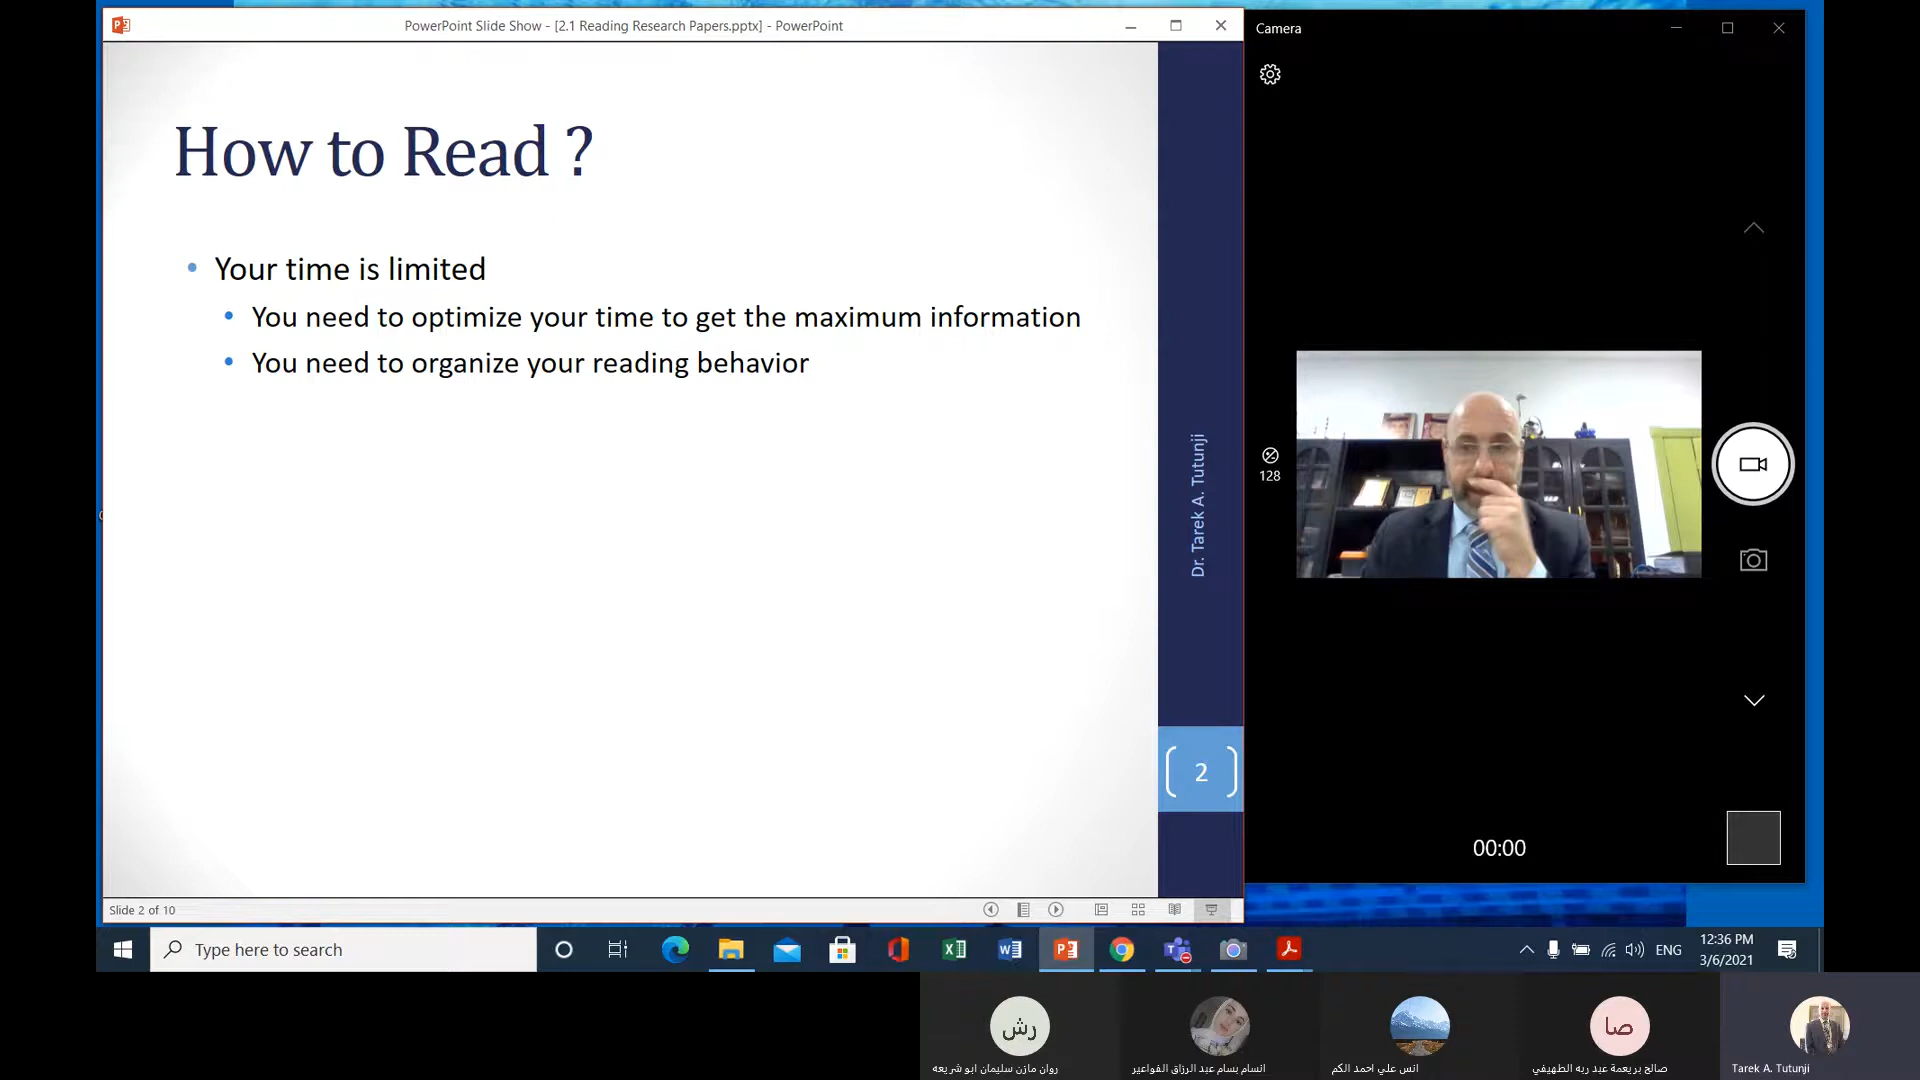 PowerPoint Slide Show - [2.1 Reading Research Papers.pptx] - PowerPoint
Camera
How to Read ?
• Your time is limited
• You need to optimize your time to get the maximum information
• You need to organize your reading behavior
Dr. Tarek A. Tutunji
2
128
00:00
Slide 2 of 10
Type here to search
ENG
12:36 PM
3/6/2021
رش
صا
روان مازن سليمان ابو شريعه
انسام بسام عبد الرزاق الفواعير
انس علي احمد الكم
صالح بريعمة عبد ربه الطهيفي
Tarek A. Tutunji